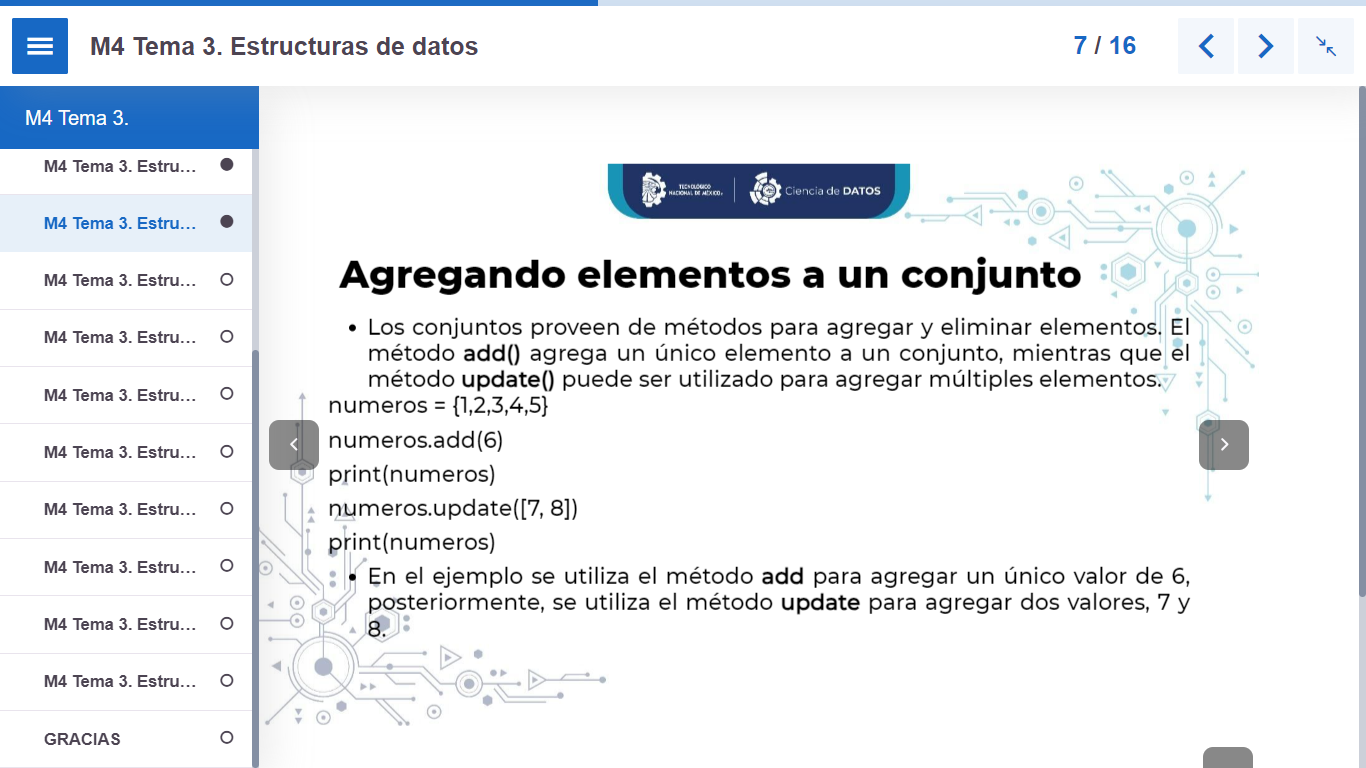 M4 Tema 3. Estructuras de datos
7 / 16
M4 Tema 3.
M4 Tema 3. Estru...
M4 Tema 3. Estru...
M4 Tema 3. Estru...
M4 Tema 3. Estru...
M4 Tema 3. Estru...
M4 Tema 3. Estru...
M4 Tema 3. Estru...
M4 Tema 3. Estru...
M4 Tema 3. Estru...
M4 Tema 3. Estru...
GRACIAS
TECNOLÓGICO
NACIONAL DE MÉXICO
Ciencia de DATOS
Agregando elementos a un conjunto
• Los conjuntos proveen de métodos para agregar y eliminar elementos. El
método add() agrega un único elemento a un conjunto, mientras que el
método update() puede ser utilizado para agregar múltiples elementos.
numeros = {1,2,3,4,5}
numeros.add(6)
print(numeros)
numeros.update([7, 8])
print(numeros)
• En el ejemplo se utiliza el método add para agregar un único valor de 6,
posteriormente, se utiliza el método update para agregar dos valores, 7 y
8.